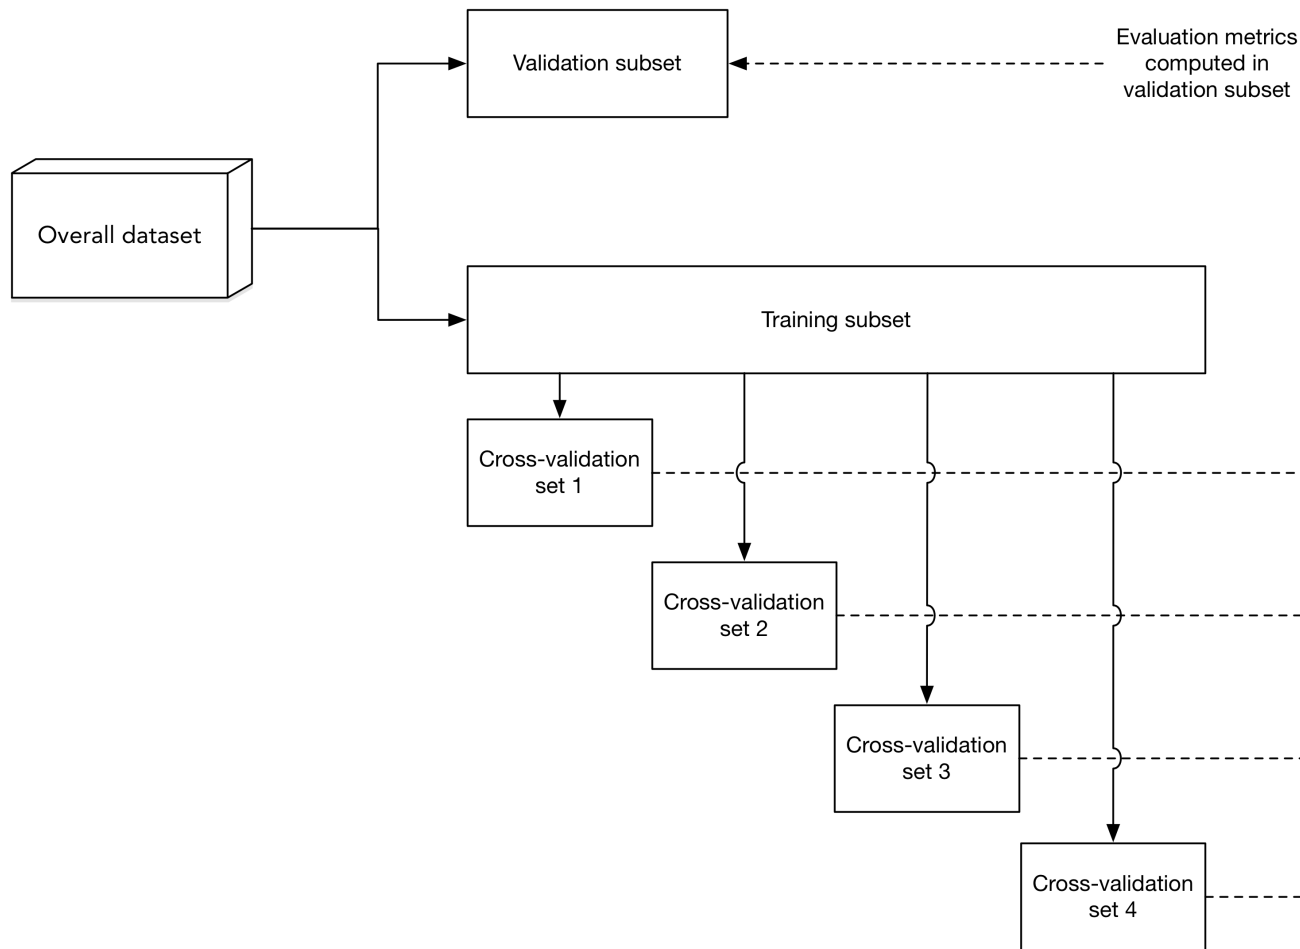 Validation subset
Evaluation metrics
computed in
validation subset
Overall dataset
Training subset
Cross-validation
set 1
Cross-validation
set 2
Cross-validation
set 3
Cross-validation
set 4